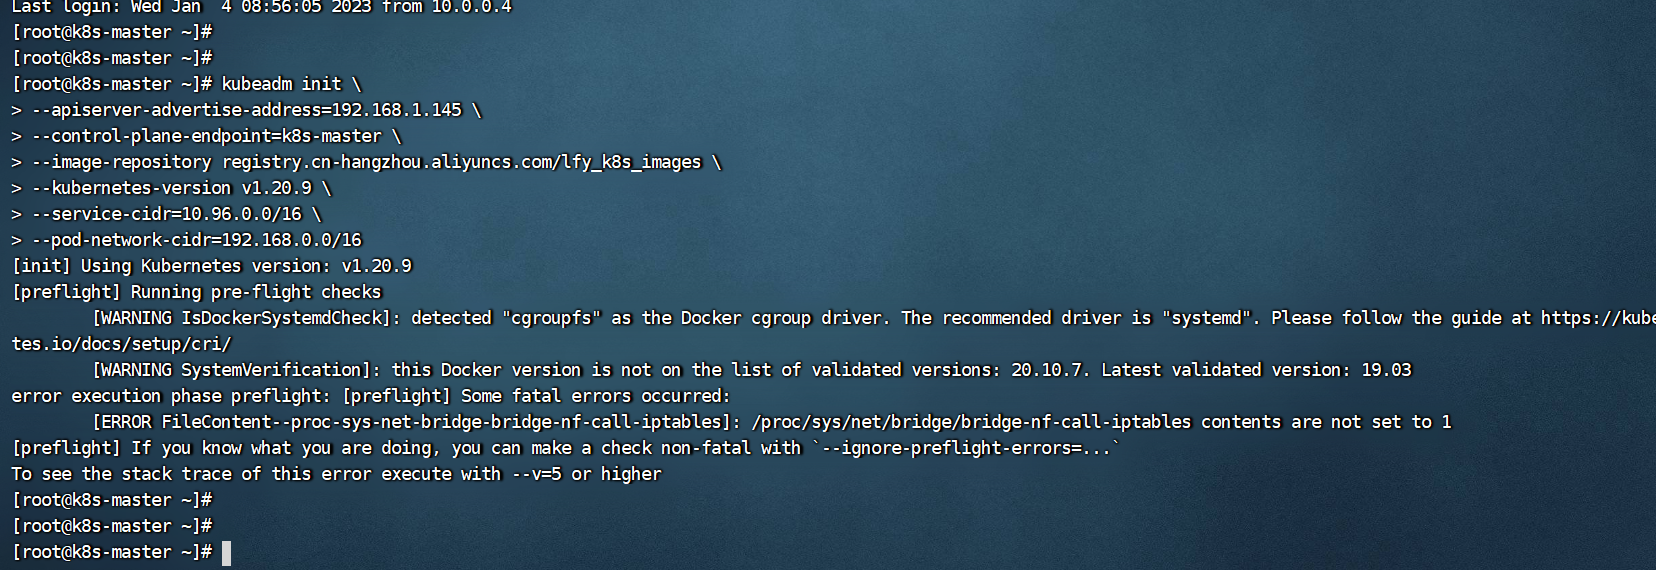 Last login: Wed Jan  4 08:56:05 2023 from 10.0.0.4
[root@k8s-master ~]#
[root@k8s-master ~]#
[root@k8s-master ~]# kubeadm init \
> --apiserver-advertise-address=192.168.1.145 \
> --control-plane-endpoint=k8s-master \
> --image-repository registry.cn-hangzhou.aliyuncs.com/lfy_k8s_images \
> --kubernetes-version v1.20.9 \
> --service-cidr=10.96.0.0/16 \
> --pod-network-cidr=192.168.0.0/16
[init] Using Kubernetes version: v1.20.9
[preflight] Running pre-flight checks
        [WARNING IsDockerSystemdCheck]: detected "cgroupfs" as the Docker cgroup driver. The recommended driver is "systemd". Please follow the guide at https://kube
tes.io/docs/setup/cri/
        [WARNING SystemVerification]: this Docker version is not on the list of validated versions: 20.10.7. Latest validated version: 19.03
error execution phase preflight: [preflight] Some fatal errors occurred:
        [ERROR FileContent--proc-sys-net-bridge-bridge-nf-call-iptables]: /proc/sys/net/bridge/bridge-nf-call-iptables contents are not set to 1
[preflight] If you know what you are doing, you can make a check non-fatal with `--ignore-preflight-errors=...`
To see the stack trace of this error execute with --v=5 or higher
[root@k8s-master ~]#
[root@k8s-master ~]#
[root@k8s-master ~]#